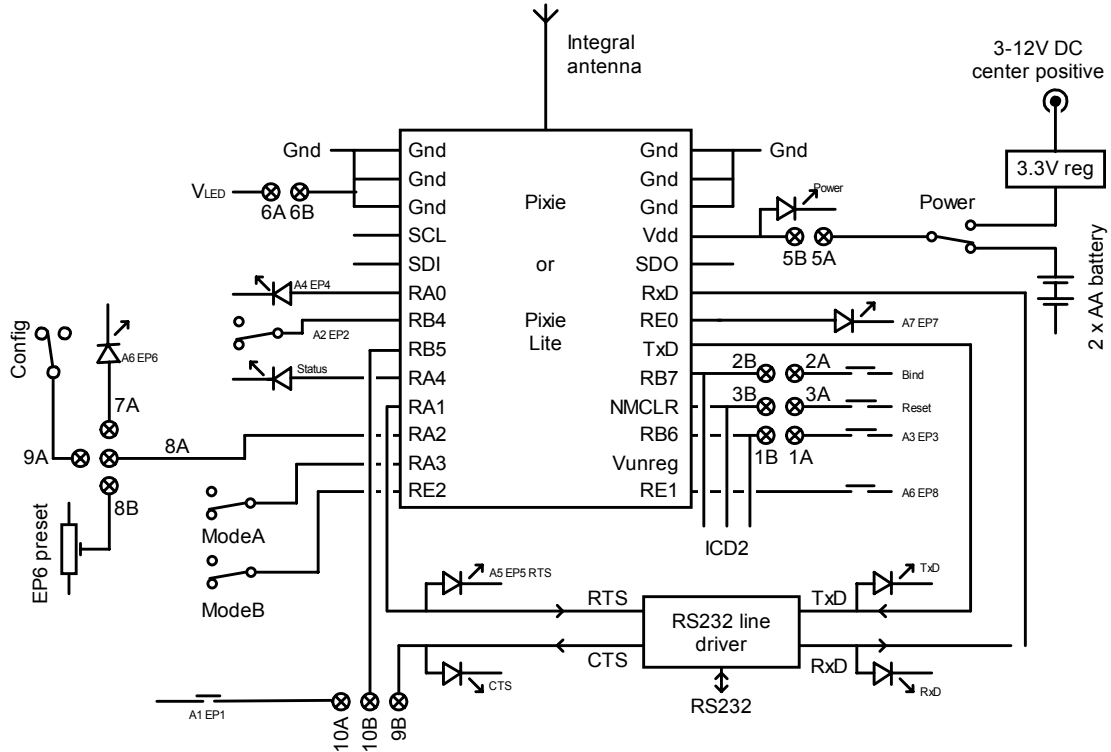 Integral
antenna
3-12V DC
center positive
3.3V reg
Power
2 x AA battery
Gnd
VLED
6A 6B
Gnd
Gnd
Gnd
SCL
SDI
RA0
RB4
RB5
RA4
RA1
RA2
RA3
RE2
Pixie
or
Pixie
Lite
Gnd
Gnd
Gnd
Vdd
SDO
RxD
RE0
TxD
RB7
NMCLR
RB6
Vunreg
RE1
Gnd
Power
5B 5A
A4 EP4
A2 EP2
Status
A7 EP7
2B 2A
Bind
3B 3A
Reset
1B 1A
A3 EP3
A6 EP8
ICD2
Config
A6 EP6
7A
9A
8A
8B
EP6 preset
ModeA
ModeB
A5 EP5 RTS
RTS
CTS
CTS
RS232 line
driver
TxD
TxD
RxD
RxD
RS232
A1 EP1
10A
10B
9B